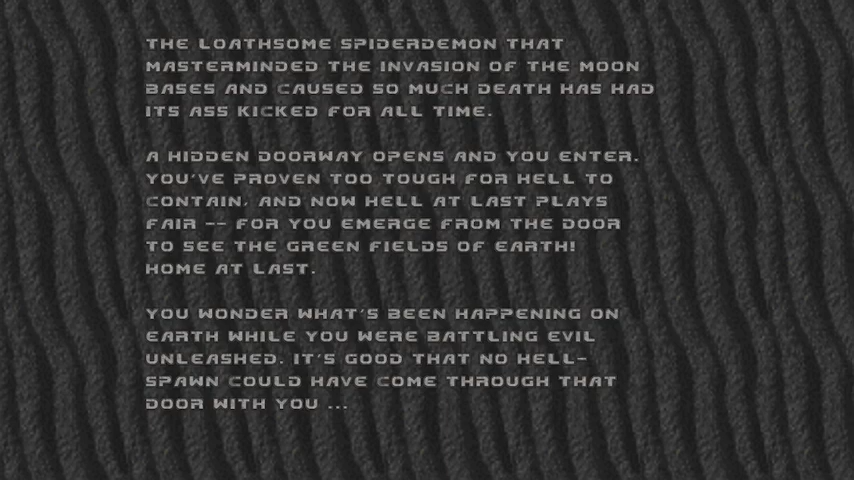 THE LOATHSOME SPIDERDEMON THAT
MASTERMINDED THE INVASION OF THE MOON
BASES AND CAUSED SO MUCH DEATH HAS HAD
ITS ASS KICKED FOR ALL TIME.
A HIDDEN DOORWAY OPENS AND YOU ENTER.
YOU'VE PROVEN TOO TOUGH FOR HELL TO
CONTAIN, AND NOW HELL AT LAST PLAYS
FAIR -- FOR YOU EMERGE FROM THE DOOR
TO SEE THE GREEN FIELDS OF EARTH!
HOME AT LAST.
YOU WONDER WHAT'S BEEN HAPPENING ON
EARTH WHILE YOU WERE BATTLING EVIL
UNLEASHED. IT'S GOOD THAT NO HELL-
SPAWN COULD HAVE COME THROUGH THAT
DOOR WITH YOU ...